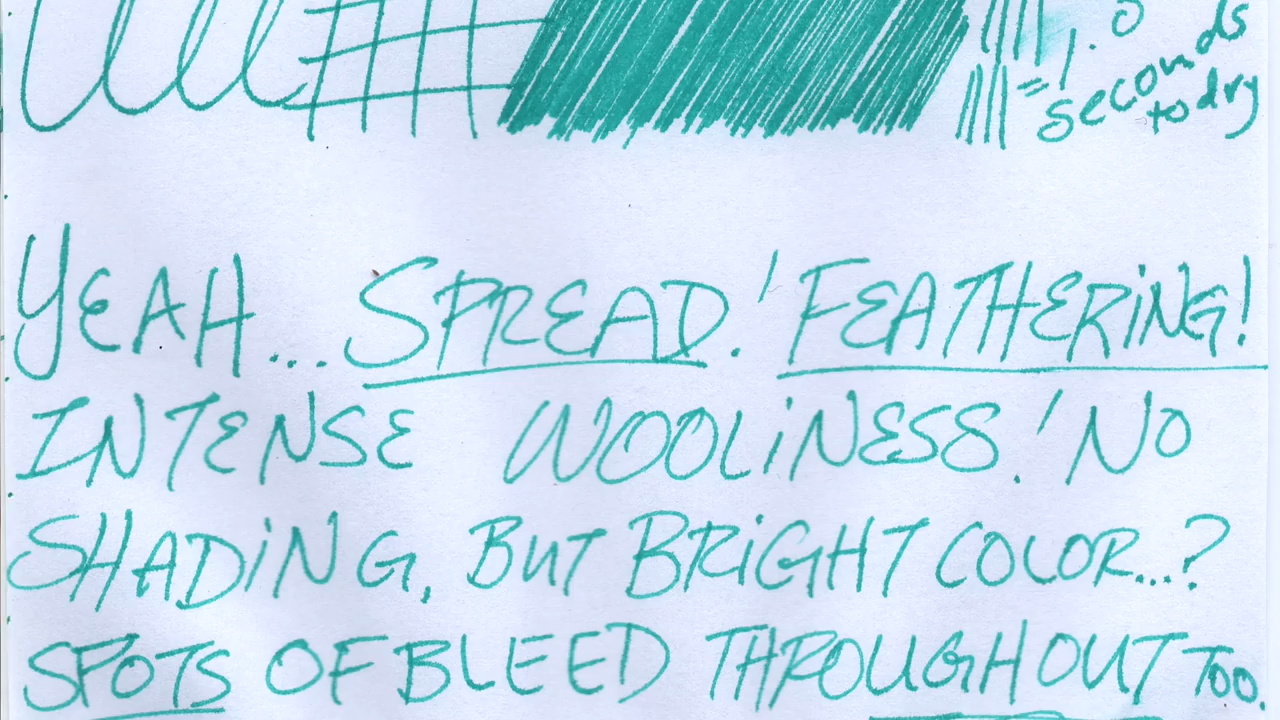 = 1.0
seconds
to dry
YEAH... SPREAD! FEATHERING!
INTENSE WOOLINESS! NO
SHADING, BUT BRIGHT COLOR...?
SPOTS OF BLEED THROUGHOUT TOO.